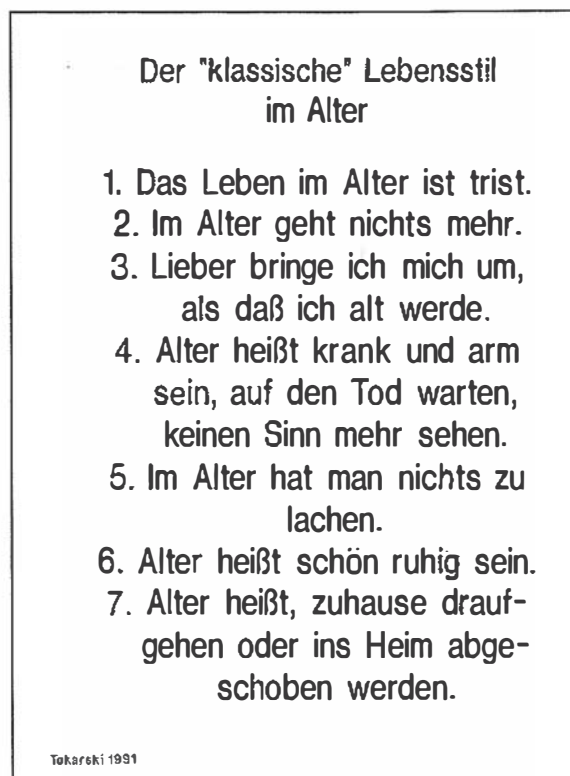 Der "klassische" Lebensstil
im Alter
1. Das Leben im Alter ist trist.
2. Im Alter geht nichts mehr.
3. Lieber bringe ich mich um,
als daß ich alt werde.
4. Alter heißt krank und arm
sein, auf den Tod warten,
keinen Sinn mehr sehen.
5. Im Alter hat man nichts zu
lachen.
6. Alter heißt schön ruhig sein.
7. Alter heißt, zuhause drauf-
gehen oder ins Heim abge-
schoben werden.
Tokarski 1991